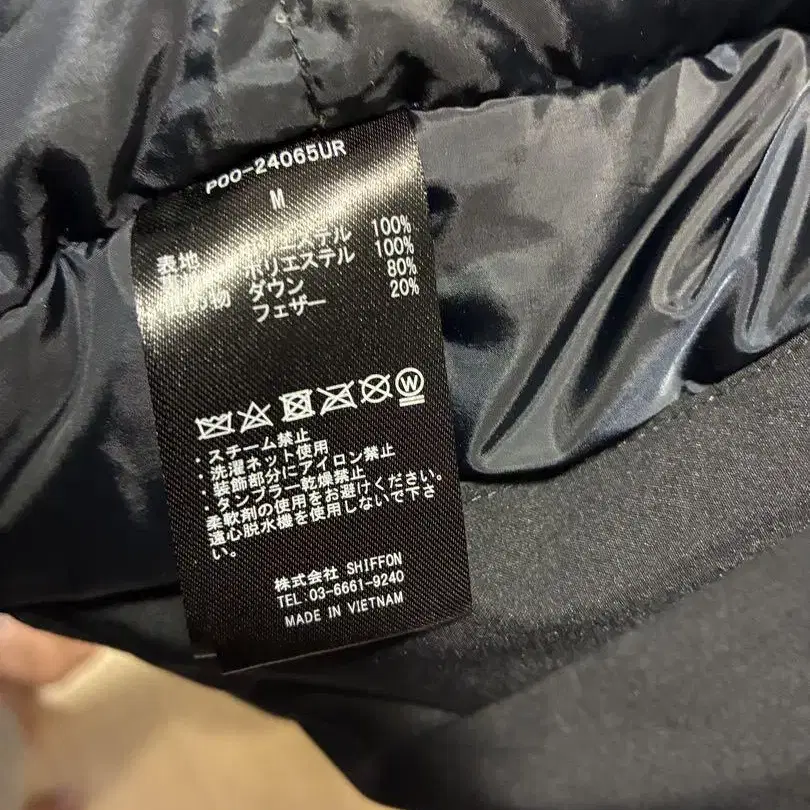 POO-24065UR
M
表地 ポリエステル 100%
ポリエステル 100%
ダウン 80%
フェザー 20%
W
・スチーム禁止
・洗濯ネット使用
・装飾部分にアイロン禁止
・タンブラー乾燥禁止
柔軟剤の使用をお避けください。
遠心脱水機を使用しないで下さ
い。
株式会社 SHIFFON
TEL.03-6661-9240
MADE IN VIETNAM